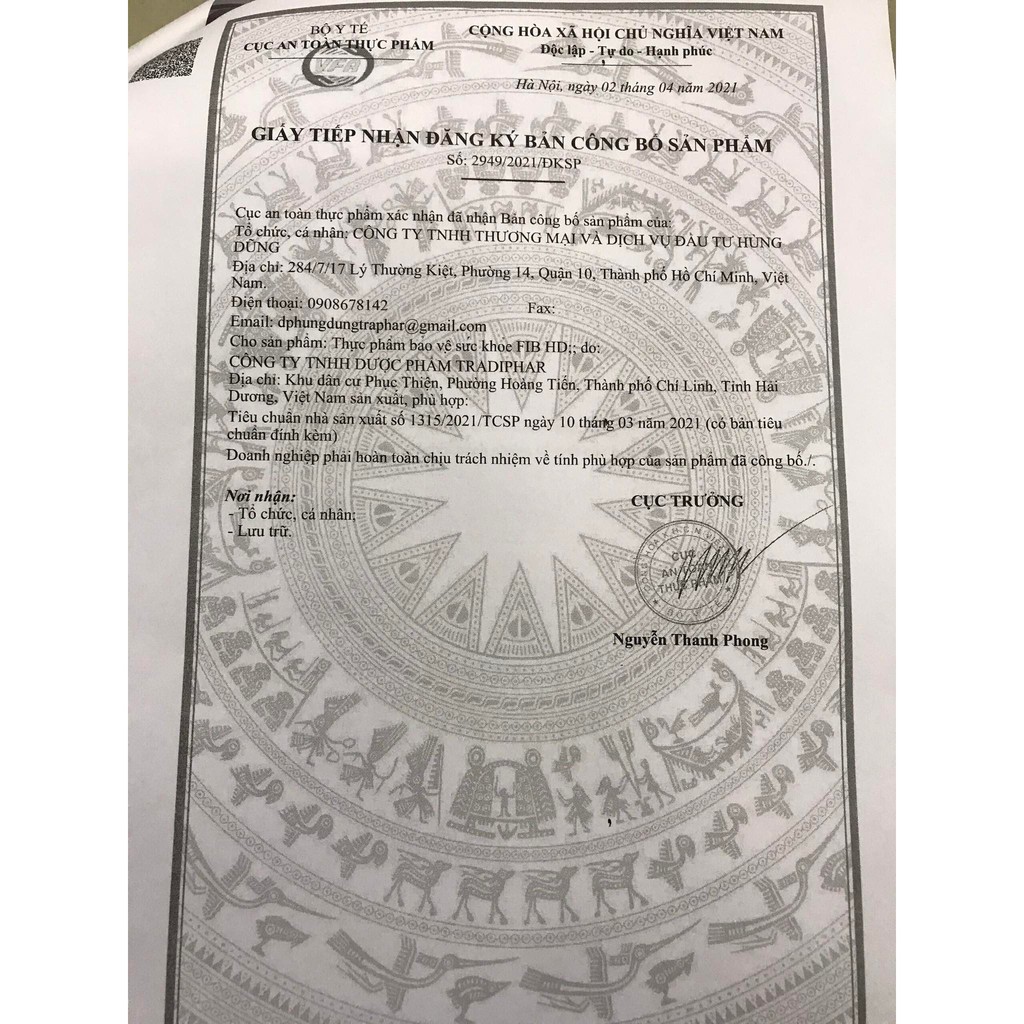 BỘ Y TẾ
CỤC AN TOÀN THỰC PHẨM
VFA
CỘNG HÒA XÃ HỘI CHỦ NGHĨA VIỆT NAM
Độc lập - Tự do - Hạnh phúc
Hà Nội, ngày 02 tháng 04 năm 2021
GIẤY TIẾP NHẬN ĐĂNG KÝ BẢN CÔNG BỐ SẢN PHẨM
Số: 2949/2021/ĐKSP
Cục an toàn thực phẩm xác nhận đã nhận Bản công bố sản phẩm của:
Tổ chức, cá nhân: CÔNG TY TNHH THƯƠNG MẠI VÀ DỊCH VỤ ĐẦU TƯ HÙNG
DŨNG
Địa chỉ: 284/7/17 Lý Thường Kiệt, Phường 14, Quận 10, Thành phố Hồ Chí Minh, Việt
Nam.
Điện thoại: 0908678142 Fax:
Email: dphungdungtraphar@gmail.com
Cho sản phẩm: Thực phẩm bảo vệ sức khỏe FIB HD;; do:
CÔNG TY TNHH DƯỢC PHẨM TRADIPHAR
Địa chỉ: Khu dân cư Phục Thiện, Phường Hoàng Tiến, Thành phố Chí Linh, Tỉnh Hải
Dương, Việt Nam sản xuất, phù hợp:
Tiêu chuẩn nhà sản xuất số 1315/2021/TCSP ngày 10 tháng 03 năm 2021 (có bản tiêu
chuẩn đính kèm)
Doanh nghiệp phải hoàn toàn chịu trách nhiệm về tính phù hợp của sản phẩm đã công bố./.
Nơi nhận:
- Tổ chức, cá nhân;
- Lưu trữ.
CỤC TRƯỞNG
CỤC
AN TOÀN
THỰC PHẨM
BỘ Y TẾ
Nguyễn Thanh Phong